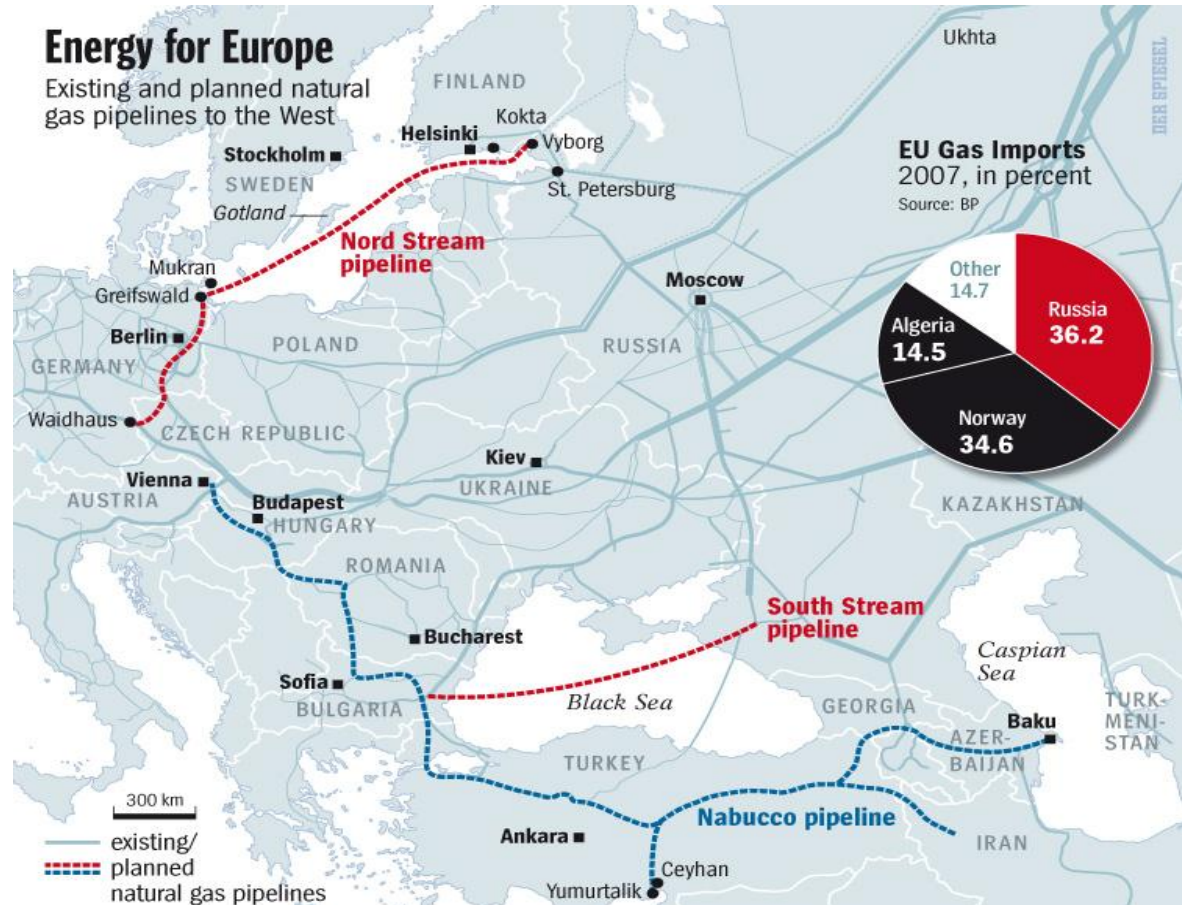 Energy for Europe
Existing and planned natural
gas pipelines to the West
Ukhta
DER SPIEGEL
FINLAND
Kokta
Helsinki
Vyborg
Stockholm
SWEDEN
St. Petersburg
Gotland
EU Gas Imports
2007, in percent
Source: BP
Nord Stream
pipeline
Mukran
Greifswald
Moscow
Other
14.7
Russia
36.2
Algeria
14.5
Norway
34.6
Berlin
POLAND
RUSSIA
GERMANY
Waidhaus
CZECH REPUBLIC
Kiev
UKRAINE
Vienna
AUSTRIA
Budapest
HUNGARY
KAZAKHSTAN
ROMANIA
South Stream
pipeline
Bucharest
Caspian
Sea
Sofia
BULGARIA
Black Sea
GEORGIA
TURK-
MENI-
STAN
Baku
AZER-
BAIJAN
TURKEY
300 km
Nabucco pipeline
Ankara
IRAN
existing/
planned
natural gas pipelines
Ceyhan
Yumurtalik